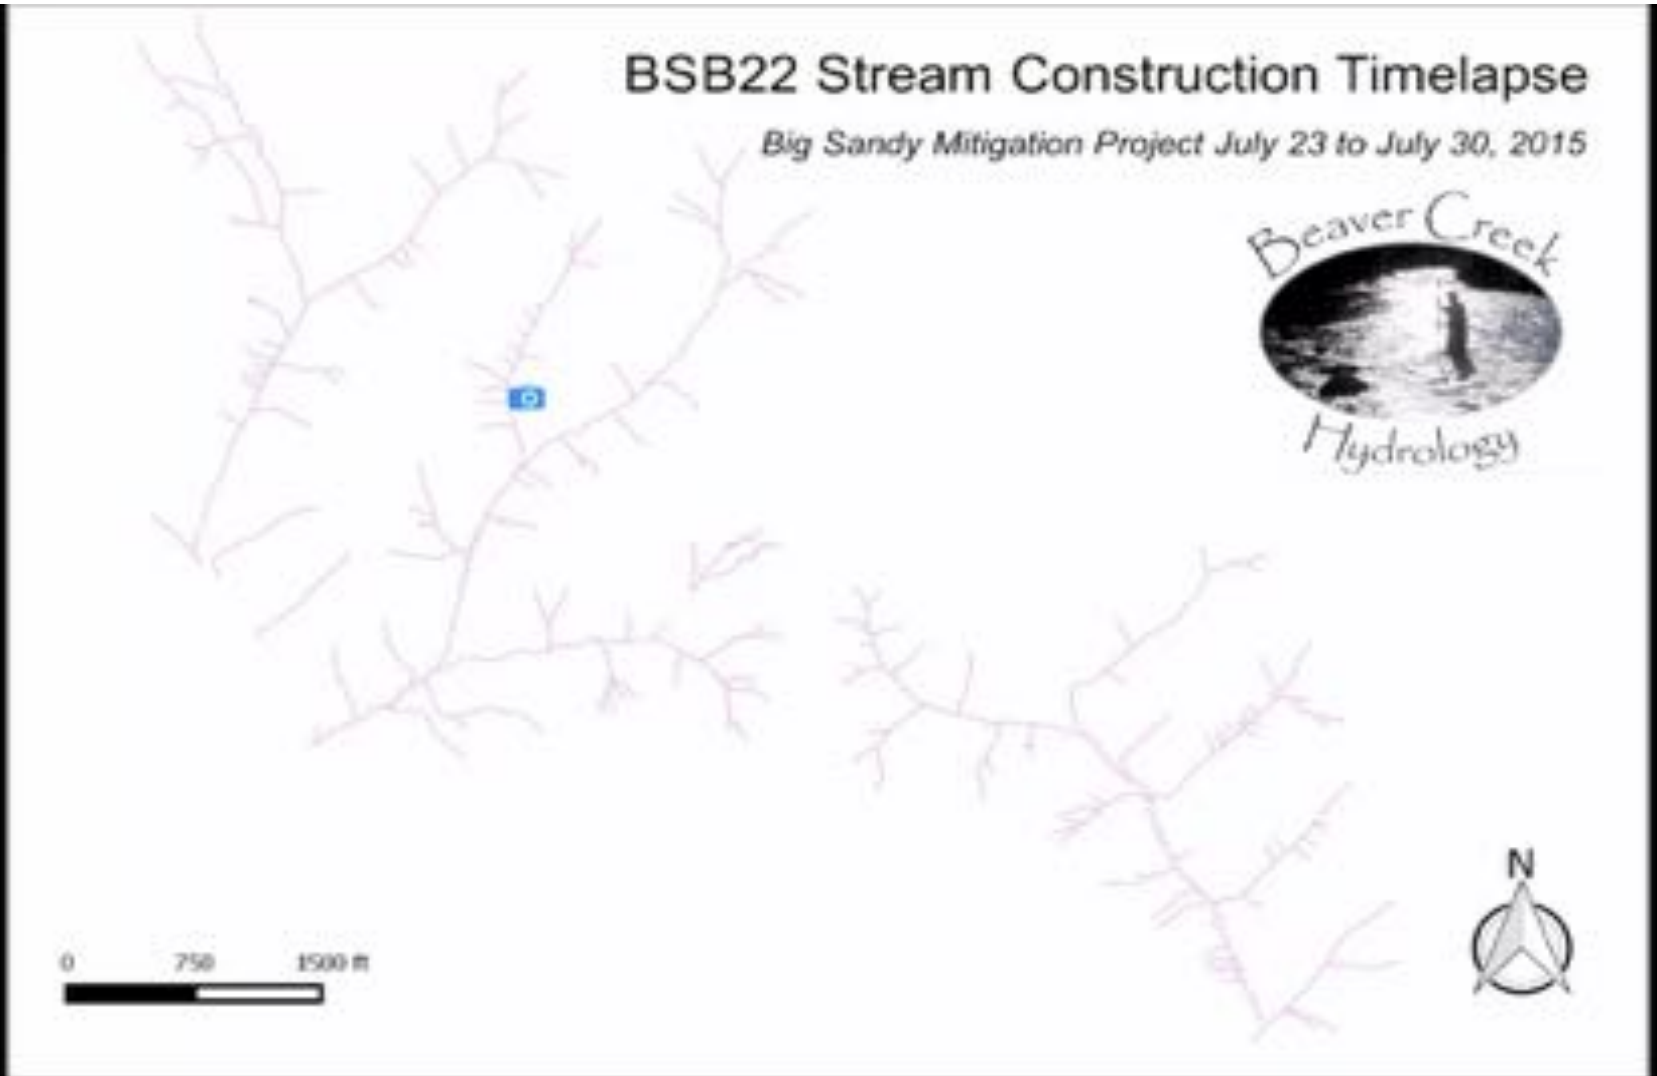 BSB22 Stream Construction Timelapse
Big Sandy Mitigation Project July 23 to July 30, 2015
Beaver Creek
Hydrology
N
0 750 1500 ft